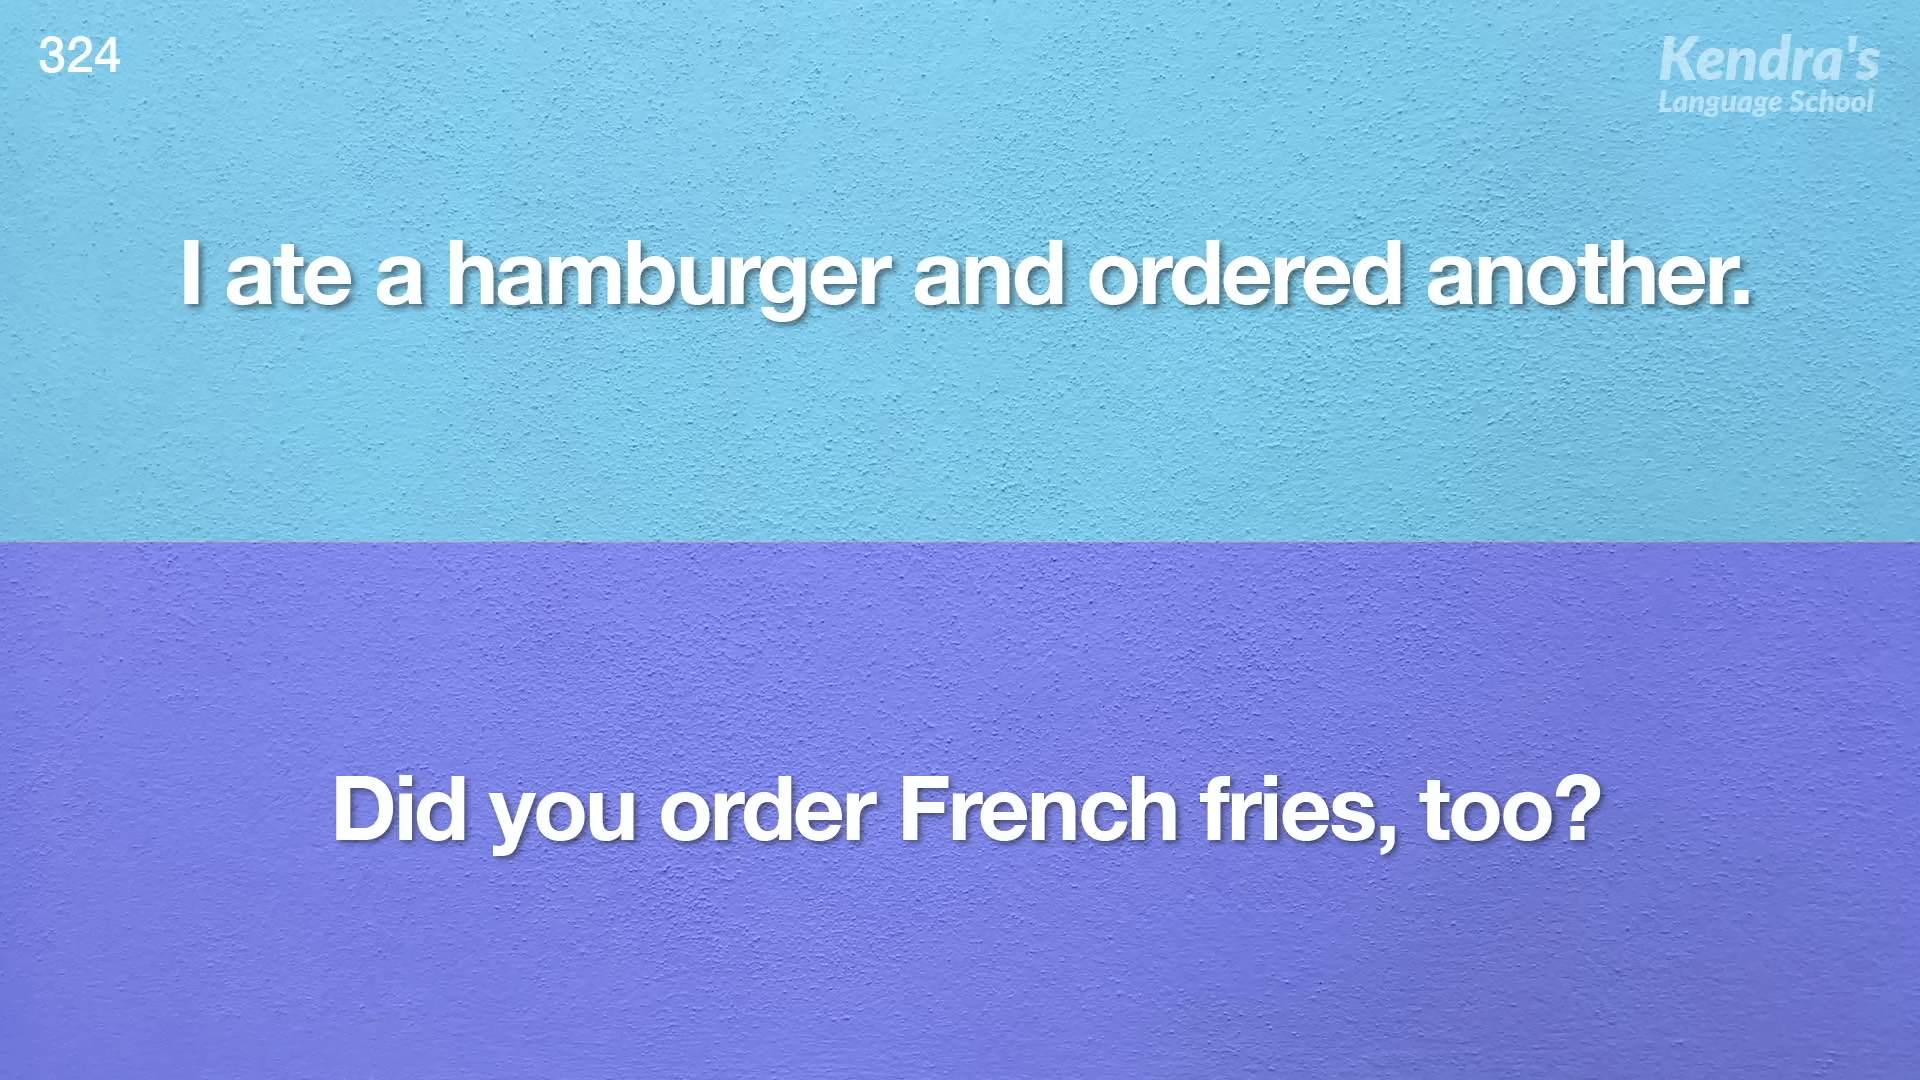 324
Kendra's
Language School
I ate a hamburger and ordered another.
Did you order French fries, too?